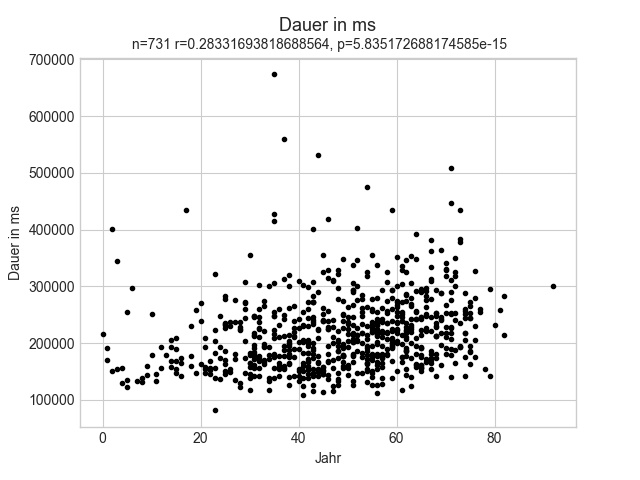 Dauer in ms
n=731 r=0.28331693818688564, p=5.835172688174585e-15
700000
600000
500000
400000
300000
200000
100000
Dauer in ms
0 20 40 60 80
Jahr